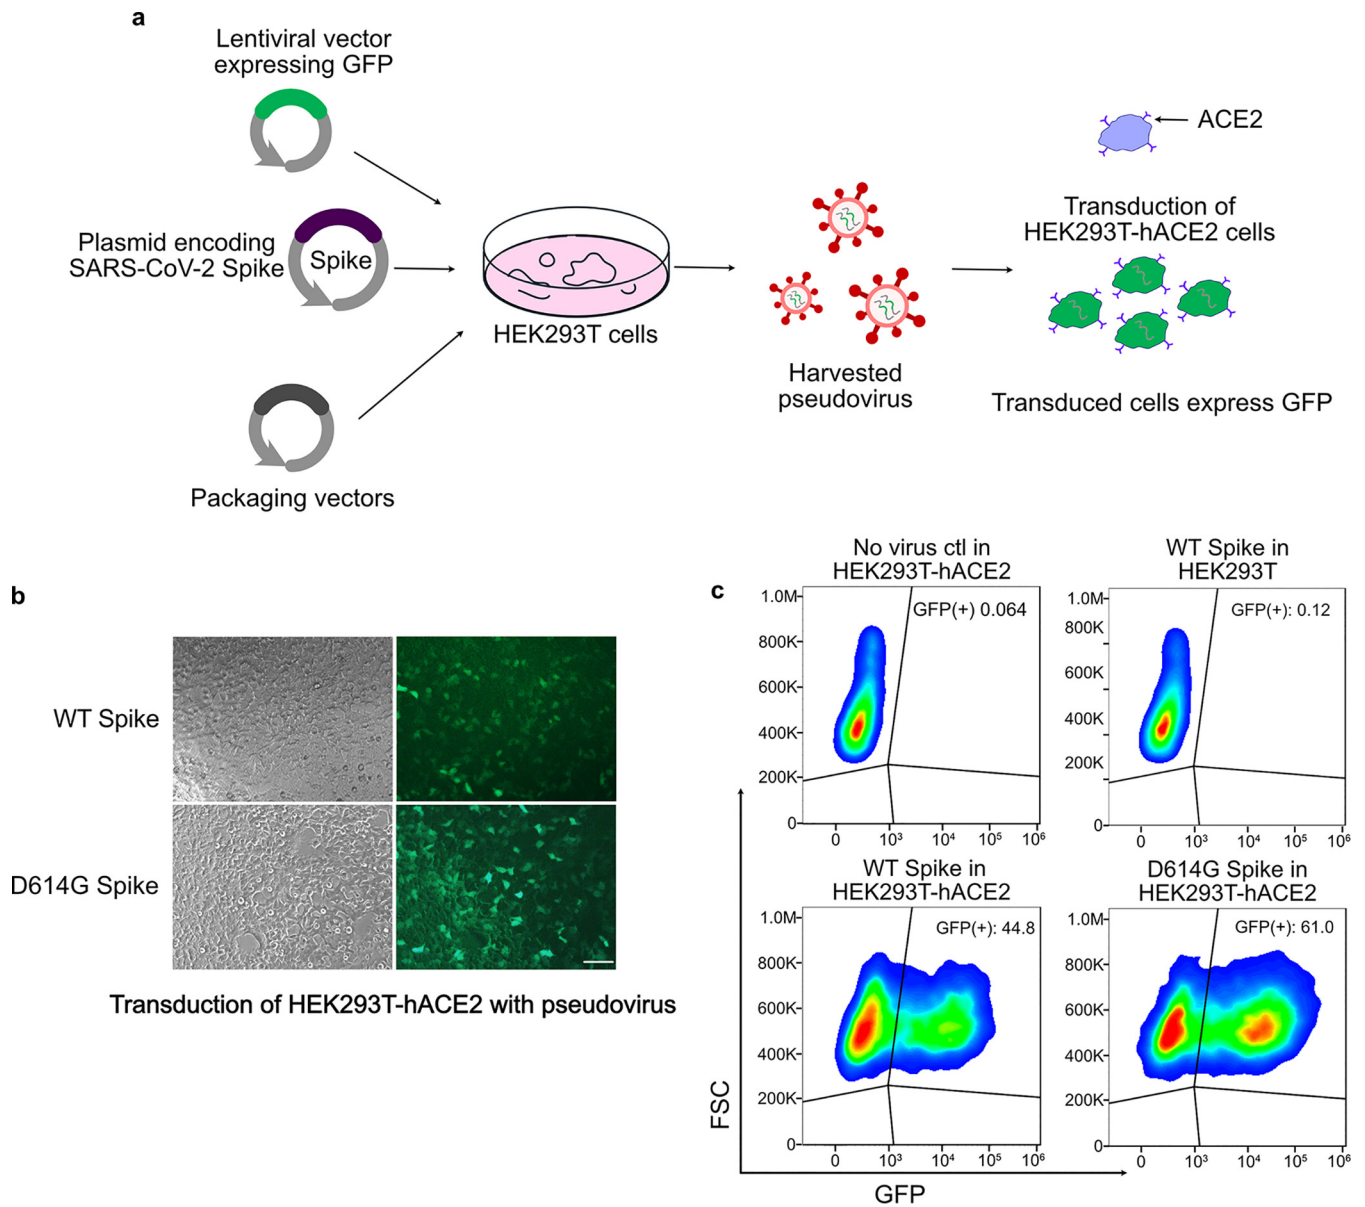 a
Lentiviral vector
expressing GFP
ACE2
Plasmid encoding
SARS-CoV-2 Spike
Spike
HEK293T cells
Harvested
pseudovirus
Transduction of
HEK293T-hACE2 cells
Transduced cells express GFP
Packaging vectors
b
WT Spike
D614G Spike
Transduction of HEK293T-hACE2 with pseudovirus
c
No virus ctl in
HEK293T-hACE2
GFP(+) 0.064
1.0M
800K
600K
400K
200K
0
0 10³ 10⁴ 10⁵ 10⁶
WT Spike in
HEK293T
GFP(+): 0.12
1.0M
800K
600K
400K
200K
0
0 10³ 10⁴ 10⁵ 10⁶
WT Spike in
HEK293T-hACE2
GFP(+): 44.8
1.0M
800K
600K
400K
200K
0
0 10³ 10⁴ 10⁵ 10⁶
D614G Spike in
HEK293T-hACE2
GFP(+): 61.0
1.0M
800K
600K
400K
200K
0
0 10³ 10⁴ 10⁵ 10⁶
FSC
GFP